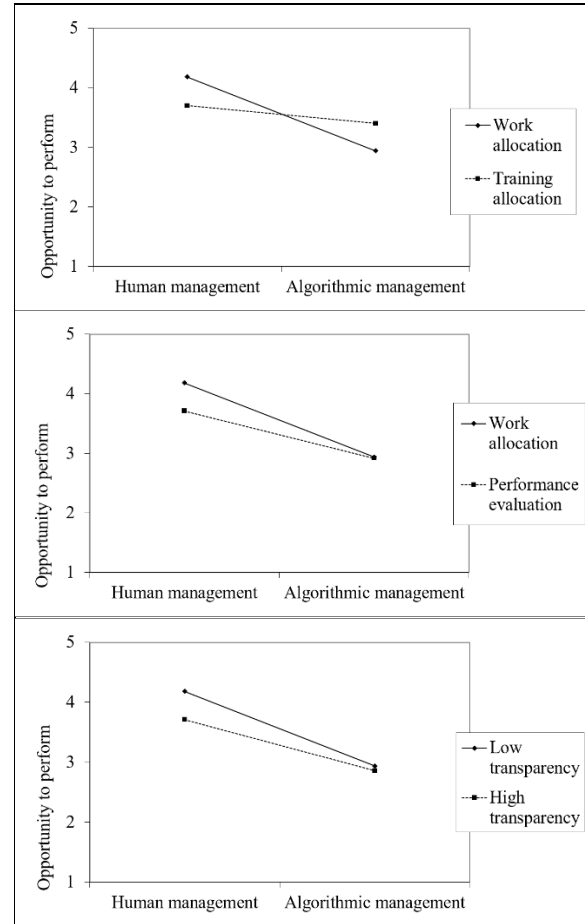 Opportunity to perform
5
4
3
2
1
Human management
Algorithmic management
Work
allocation
Training
allocation
Opportunity to perform
5
4
3
2
1
Human management
Algorithmic management
Work
allocation
Performance
evaluation
Opportunity to perform
5
4
3
2
1
Human management
Algorithmic management
Low
transparency
High
transparency